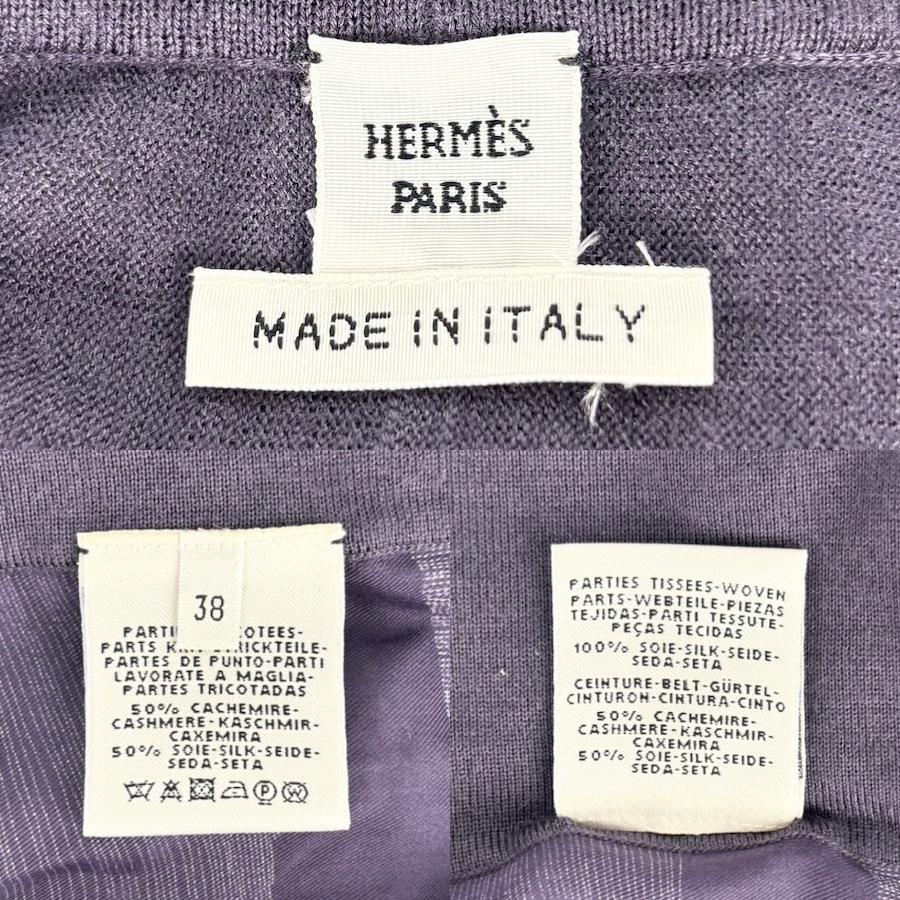 HERMÈS
PARIS
MADE IN ITALY
38
PARTIES
PARTS STRICKTEILE-
PARTES DE PUNTO-PARTI
LAVORATE A MAGLIA-
PARTES TRICOTADAS
50% CACHEMIRE-
CASHMERE-KASCHMIR-
CAXEMIRA
50% SOIE-SILK-SEIDE-
SEDA-SETA
P
W
PARTIES TISSEES-WOVEN
PARTS-WEBTEILE-PIEZAS
TEJIDAS-PARTI TESSUTE-
PEÇAS TECIDAS
100% SOIE-SILK-SEIDE-
SEDA-SETA
CEINTURE-BELT-GÜRTEL-
CINTURON-CINTURA-CINTO
50% CACHEMIRE-
CASHMERE-KASCHMIR-
CAXEMIRA
50% SOIE-SILK-SEIDE-
SEDA-SETA